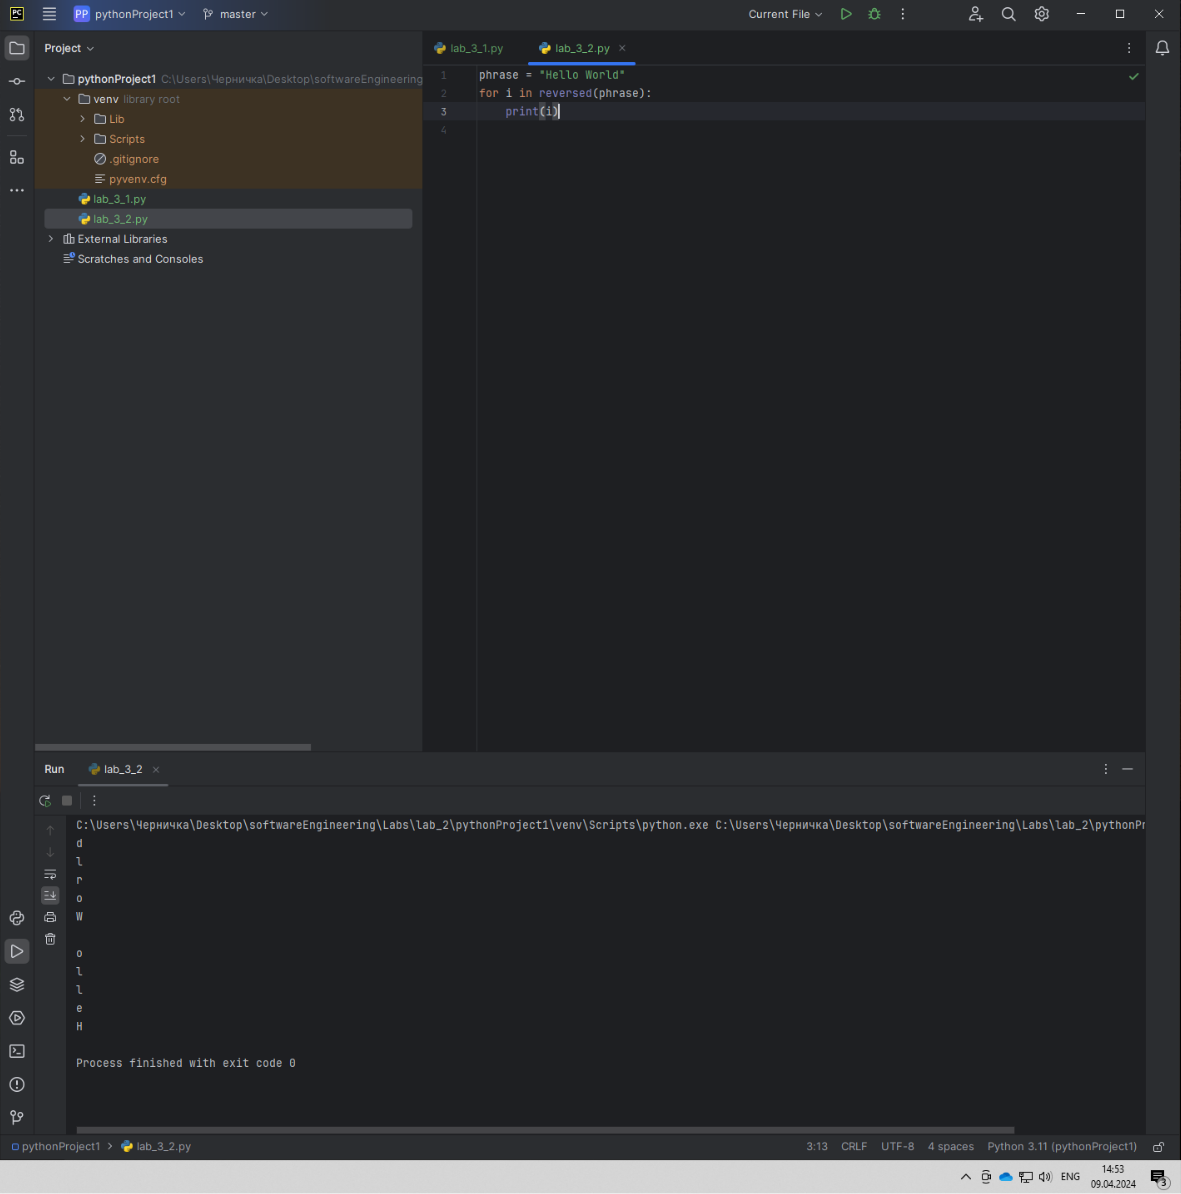 PC PP pythonProject1 master Current File
Project
lab_3_1.py lab_3_2.py
pythonProject1 C:\Users\Черничка\Desktop\softwareEngineering
venv library root
Lib
Scripts
.gitignore
pyvenv.cfg
lab_3_1.py
lab_3_2.py
External Libraries
Scratches and Consoles
1 phrase = "Hello World"
2 for i in reversed(phrase):
3 print(i)
4
Run lab_3_2
C:\Users\Черничка\Desktop\softwareEngineering\Labs\lab_2\pythonProject1\venv\Scripts\python.exe C:\Users\Черничка\Desktop\softwareEngineering\Labs\lab_2\pythonPr
d
l
r
o
W
o
l
l
e
H
Process finished with exit code 0
pythonProject1 lab_3_2.py 3:13 CRLF UTF-8 4 spaces Python 3.11 (pythonProject1)
ENG 14:53
09.04.2024 3